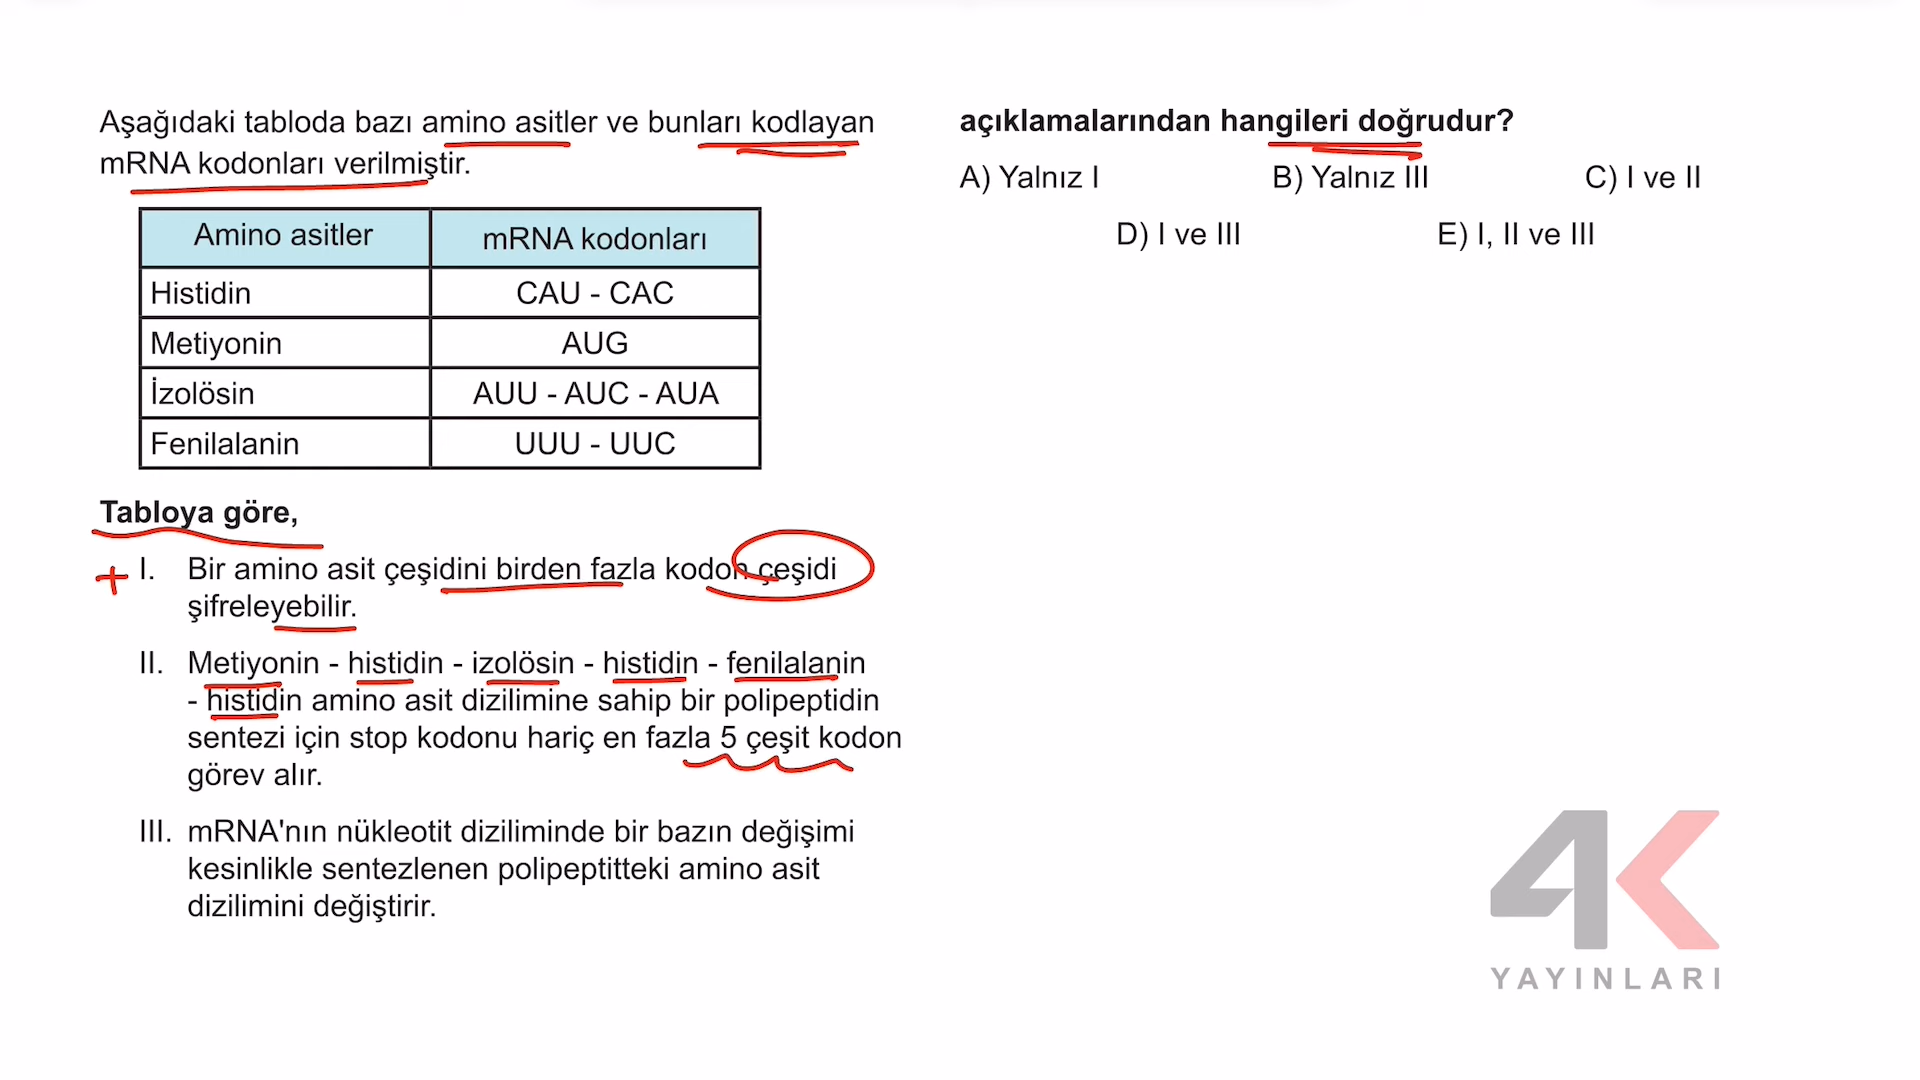 Aşağıdaki tabloda bazı amino asitler ve bunları kodlayan
mRNA kodonları verilmiştir.
Amino asitler mRNA kodonları
Histidin CAU - CAC
Metiyonin AUG
İzolösin AUU - AUC - AUA
Fenilalanin UUU - UUC
Tabloya göre,
+ I. Bir amino asit çeşidini birden fazla kodon çeşidi
şifreleyebilir.
II. Metiyonin - histidin - izolösin - histidin - fenilalanin
- histidin amino asit dizilimine sahip bir polipeptidin
sentezi için stop kodonu hariç en fazla 5 çeşit kodon
görev alır.
III. mRNA'nın nükleotit diziliminde bir bazın değişimi
kesinlikle sentezlenen polipeptitteki amino asit
dizilimini değiştirir.
açıklamalarından hangileri doğrudur?
A) Yalnız I B) Yalnız III C) I ve II
D) I ve III E) I, II ve III
4K
YAYINLARI